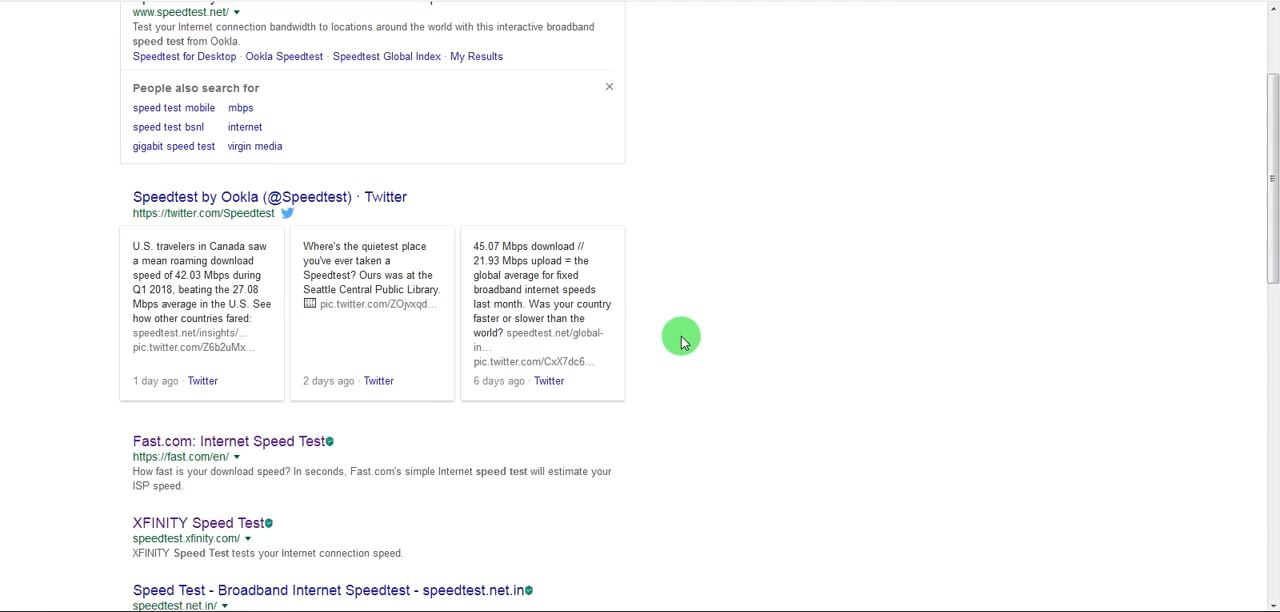 www.speedtest.net/
Test your Internet connection bandwidth to locations around the world with this interactive broadband
speed test from Ookla.
Speedtest for Desktop · Ookla Speedtest · Speedtest Global Index · My Results
People also search for
speed test mobile mbps
speed test bsnl internet
gigabit speed test virgin media
Speedtest by Ookla (@Speedtest) · Twitter
https://twitter.com/Speedtest
U.S. travelers in Canada saw
a mean roaming download
speed of 42.03 Mbps during
Q1 2018, beating the 27.08
Mbps average in the U.S. See
how other countries fared:
speedtest.net/insights/...
pic.twitter.com/Z6b2uMx...
1 day ago · Twitter
Where's the quietest place
you've ever taken a
Speedtest? Ours was at the
Seattle Central Public Library.
pic.twitter.com/ZOjvxqd...
2 days ago · Twitter
45.07 Mbps download //
21.93 Mbps upload = the
global average for fixed
broadband internet speeds
last month. Was your country
faster or slower than the
world? speedtest.net/global-
in...
pic.twitter.com/CxX7dc6...
6 days ago · Twitter
Fast.com: Internet Speed Test
https://fast.com/en/
How fast is your download speed? In seconds, Fast.com's simple Internet speed test will estimate your
ISP speed.
XFINITY Speed Test
speedtest.xfinity.com/
XFINITY Speed Test tests your Internet connection speed.
Speed Test - Broadband Internet Speedtest - speedtest.net.in
speedtest.net.in/